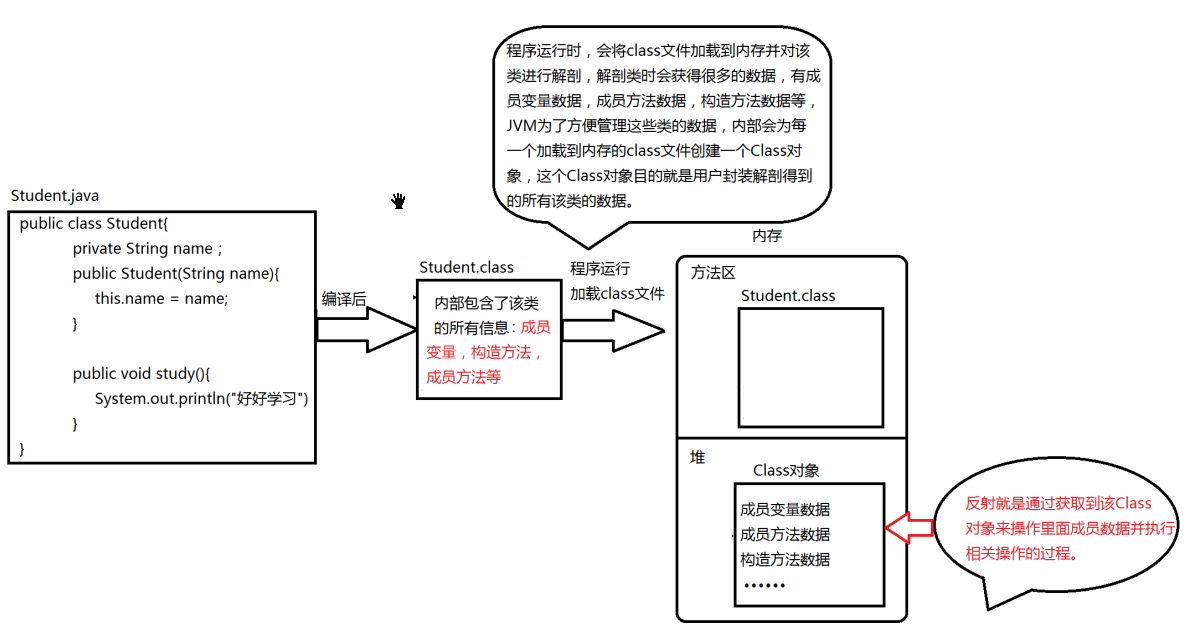 程序运行时，会将class文件加载到内存并对该
类进行解剖，解剖类时会获得很多的数据，有成
员变量数据，成员方法数据，构造方法数据等，
JVM为了方便管理这些类的数据，内部会为每
一个加载到内存的class文件创建一个Class对
象，这个Class对象目的就是用户封装解剖得到
的所有该类的数据。
Student.java
public class Student{
private String name ;
public Student(String name){
this.name = name;
}
public void study(){
System.out.println("好好学习")
}
}
编译后
Student.class
内部包含了该类
的所有信息：成员
变量，构造方法，
成员方法等
程序运行
加载class文件
内存
方法区
Student.class
堆
Class对象
成员变量数据
成员方法数据
构造方法数据
······
反射就是通过获取到该Class
对象来操作里面成员数据并执行
相关操作的过程。